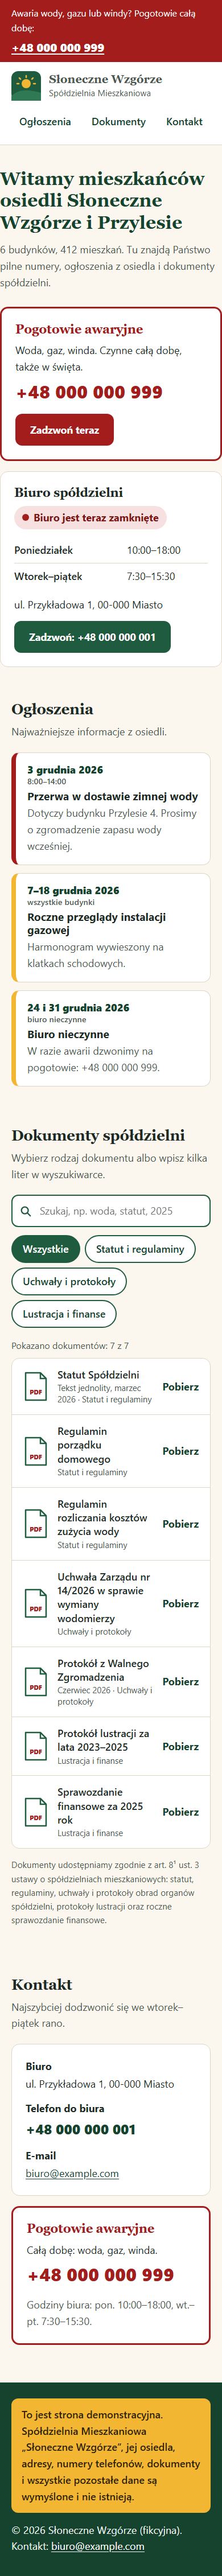 Awaria wody, gazu lub windy? Pogotowie całą
dobę:
+48 000 000 999
Słoneczne Wzgórze
Spółdzielnia Mieszkaniowa
Ogłoszenia Dokumenty Kontakt
Witamy mieszkańców
osiedli Słoneczne
Wzgórze i Przylesie
6 budynków, 412 mieszkań. Tu znajdą Państwo
pilne numery, ogłoszenia z osiedla i dokumenty
spółdzielni.
Pogotowie awaryjne
Woda, gaz, winda. Czynne całą dobę,
także w święta.
+48 000 000 999
Zadzwoń teraz
Biuro spółdzielni
Biuro jest teraz zamknięte
Poniedziałek 10:00–18:00
Wtorek–piątek 7:30–15:30
ul. Przykładowa 1, 00-000 Miasto
Zadzwoń: +48 000 000 001
Ogłoszenia
Najważniejsze informacje z osiedla.
3 grudnia 2026
8:00–14:00
Przerwa w dostawie zimnej wody
Dotyczy budynku Przylesie 4. Prosimy
o zgromadzenie zapasu wody
wcześniej.
7–18 grudnia 2026
wszystkie budynki
Roczne przeglądy instalacji
gazowej
Harmonogram wywieszony na
klatkach schodowych.
24 i 31 grudnia 2026
biuro nieczynne
Biuro nieczynne
W razie awarii dzwonimy na
pogotowie: +48 000 000 999.
Dokumenty spółdzielni
Wybierz rodzaj dokumentu albo wpisz kilka
liter w wyszukiwarce.
Szukaj, np. woda, statut, 2025
Wszystkie Statut i regulaminy
Uchwały i protokoły
Lustracja i finanse
Pokazano dokumentów: 7 z 7
PDF Statut Spółdzielni Pobierz
Tekst jednolity, marzec
2026 · Statut i regulaminy
PDF Regulamin
porządku
domowego Pobierz
Statut i regulaminy
PDF Regulamin
rozliczania kosztów
zużycia wody Pobierz
Statut i regulaminy
PDF Uchwała Zarządu nr
14/2026 w sprawie
wymiany Pobierz
wodomierzy
Uchwały i protokoły
PDF Protokół z Walnego
Zgromadzenia Pobierz
Czerwiec 2026 · Uchwały i
protokoły
PDF Protokół lustracji za
lata 2023–2025 Pobierz
Lustracja i finanse
PDF Sprawozdanie
finansowe za 2025 Pobierz
rok
Lustracja i finanse
Dokumenty udostępniamy zgodnie z art. 8¹ ust. 3
ustawy o spółdzielniach mieszkaniowych: statut,
regulaminy, uchwały i protokoły obrad organów
spółdzielni, protokoły lustracji oraz roczne
sprawozdanie finansowe.
Kontakt
Najszybciej dodzwonić się we wtorek–
piątek rano.
Biuro
ul. Przykładowa 1, 00-000 Miasto
Telefon do biura
+48 000 000 001
E-mail
biuro@example.com
Pogotowie awaryjne
Całą dobę: woda, gaz, winda.
+48 000 000 999
Godziny biura: pon. 10:00–18:00, wt.–
pt. 7:30–15:30.
To jest strona demonstracyjna.
Spółdzielnia Mieszkaniowa
„Słoneczne Wzgórze”, jej osiedla,
adresy, numery telefonów, dokumenty
i wszystkie pozostałe dane są
wymyślone i nie istnieją.
© 2026 Słoneczne Wzgórze (fikcyjna).
Kontakt: biuro@example.com